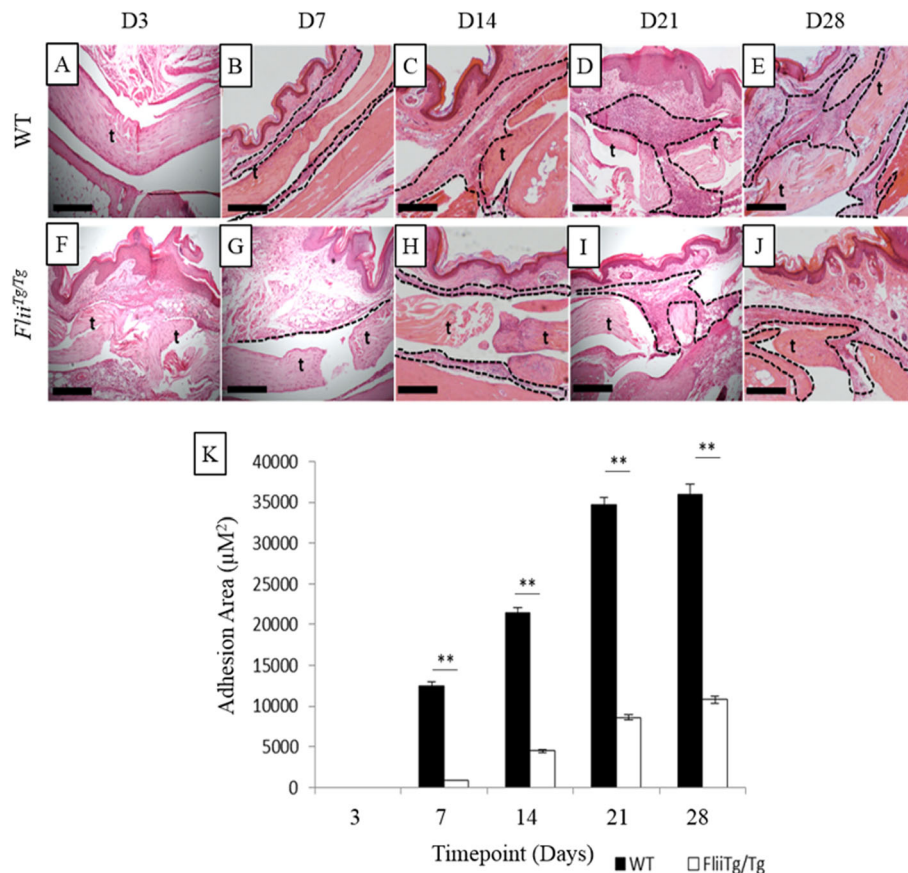 D3 D7 D14 D21 D28
WT
A B C D E
t t t t t t t
Flii^Tg/Tg
F G H I J
t t t t t t t t
K
Adhesion Area (µM²)
40000
35000
30000
25000
20000
15000
10000
5000
0
** ** ** **
3 7 14 21 28
Timepoint (Days)
WT FliiTg/Tg